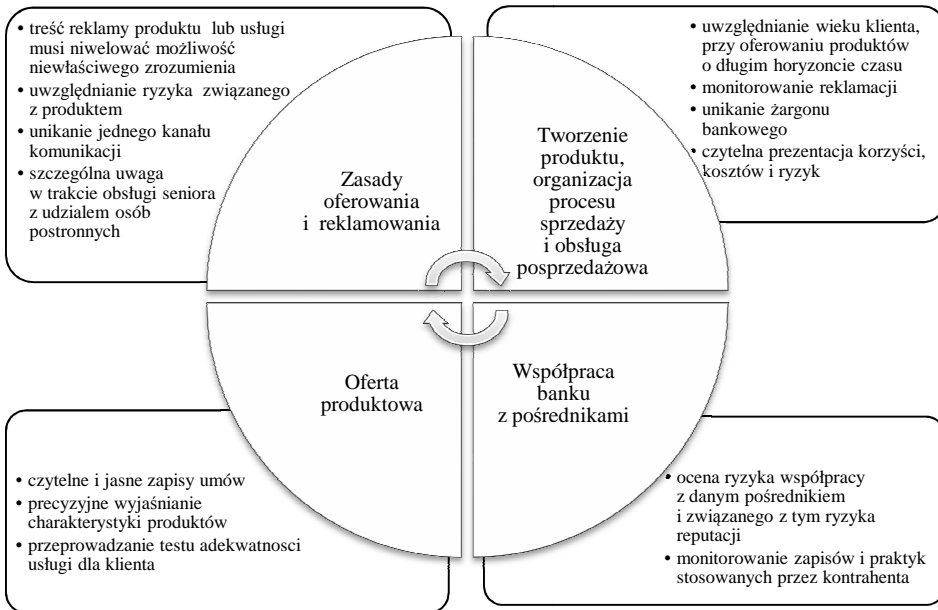 • treść reklamy produktu lub usługi
musi niwelować możliwość
niewłaściwego zrozumienia
• uwzględnianie ryzyka związanego
z produktem
• unikanie jednego kanału
komunikacji
• szczególna uwaga
w trakcie obsługi seniora
z udzialem osób
postronnych
Zasady
oferowania
i reklamowania
• uwzględnianie wieku klienta,
przy oferowaniu produktów
o długim horyzoncie czasu
• monitorowanie reklamacji
• unikanie żargonu
bankowego
• czytelna prezentacja korzyści,
kosztów i ryzyk
Tworzenie
produktu,
organizacja
procesu
sprzedaży
i obsługa
posprzedażowa
Oferta
produktowa
• czytelne i jasne zapisy umów
• precyzyjne wyjaśnianie
charakterystyki produktów
• przeprowadzanie testu adekwatnosci
usługi dla klienta
Współpraca
banku
z pośrednikami
• ocena ryzyka współpracy
z danym pośrednikiem
i związanego z tym ryzyka
reputacji
• monitorowanie zapisów i praktyk
stosowanych przez kontrahenta